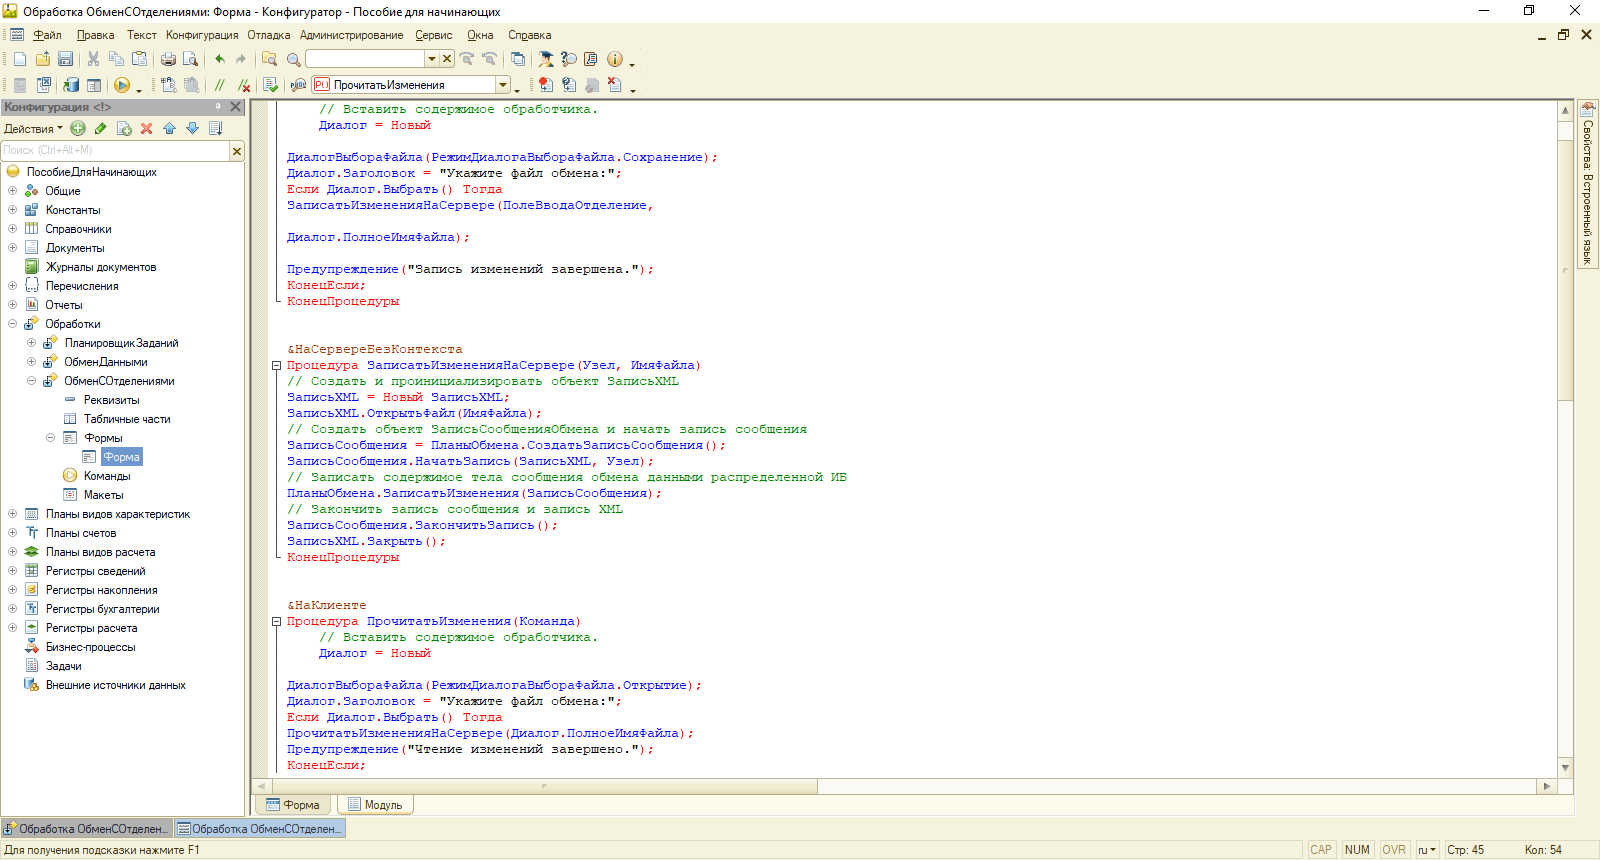 Обработка ОбменСОтделениями: Форма - Конфигуратор - Пособие для начинающих
Файл Правка Текст Конфигурация Отладка Администрирование Сервис Окна Справка
ПрочитатьИзменения
Конфигурация <!>
Действия
Поиск (Ctrl+Alt+M)
ПособиеДляНачинающих
Общие
Константы
Справочники
Документы
Журналы документов
Перечисления
Отчеты
Обработки
ПланировщикЗаданий
ОбменДанными
ОбменСОтделениями
Реквизиты
Табличные части
Формы
Форма
Команды
Макеты
Планы видов характеристик
Планы счетов
Планы видов расчета
Регистры сведений
Регистры накопления
Регистры бухгалтерии
Регистры расчета
Бизнес-процессы
Задачи
Внешние источники данных
// Вставить содержимое обработчика.
Диалог = Новый
ДиалогВыбораФайла(РежимДиалогаВыбораФайла.Сохранение);
Диалог.Заголовок = "Укажите файл обмена:";
Если Диалог.Выбрать() Тогда
ЗаписатьИзмененияНаСервере(ПолеВводаОтделение,
Диалог.ПолноеИмяФайла);
Предупреждение("Запись изменений завершена.");
КонецЕсли;
КонецПроцедуры
&НаСервереБезКонтекста
Процедура ЗаписатьИзмененияНаСервере(Узел, ИмяФайла)
// Создать и проинициализировать объект ЗаписьXML
ЗаписьXML = Новый ЗаписьXML;
ЗаписьXML.ОткрытьФайл(ИмяФайла);
// Создать объект ЗаписьСообщенияОбмена и начать запись сообщения
ЗаписьСообщения = ПланыОбмена.СоздатьЗаписьСообщения();
ЗаписьСообщения.НачатьЗапись(ЗаписьXML, Узел);
// Записать содержимое тела сообщения обмена данными распределенной ИБ
ПланыОбмена.ЗаписатьИзменения(ЗаписьСообщения);
// Закончить запись сообщения и запись XML
ЗаписьСообщения.ЗакончитьЗапись();
ЗаписьXML.Закрыть();
КонецПроцедуры
&НаКлиенте
Процедура ПрочитатьИзменения(Команда)
// Вставить содержимое обработчика.
Диалог = Новый
ДиалогВыбораФайла(РежимДиалогаВыбораФайла.Открытие);
Диалог.Заголовок = "Укажите файл обмена:";
Если Диалог.Выбрать() Тогда
ПрочитатьИзмененияНаСервере(Диалог.ПолноеИмяФайла);
Предупреждение("Чтение изменений завершено.");
КонецЕсли;
Свойства: Встроенный язык
Форма Модуль
Обработка ОбменСОтделен... Обработка ОбменСОтделен...
Для получения подсказки нажмите F1
CAP NUM OVR ru Стр: 45 Кол: 54